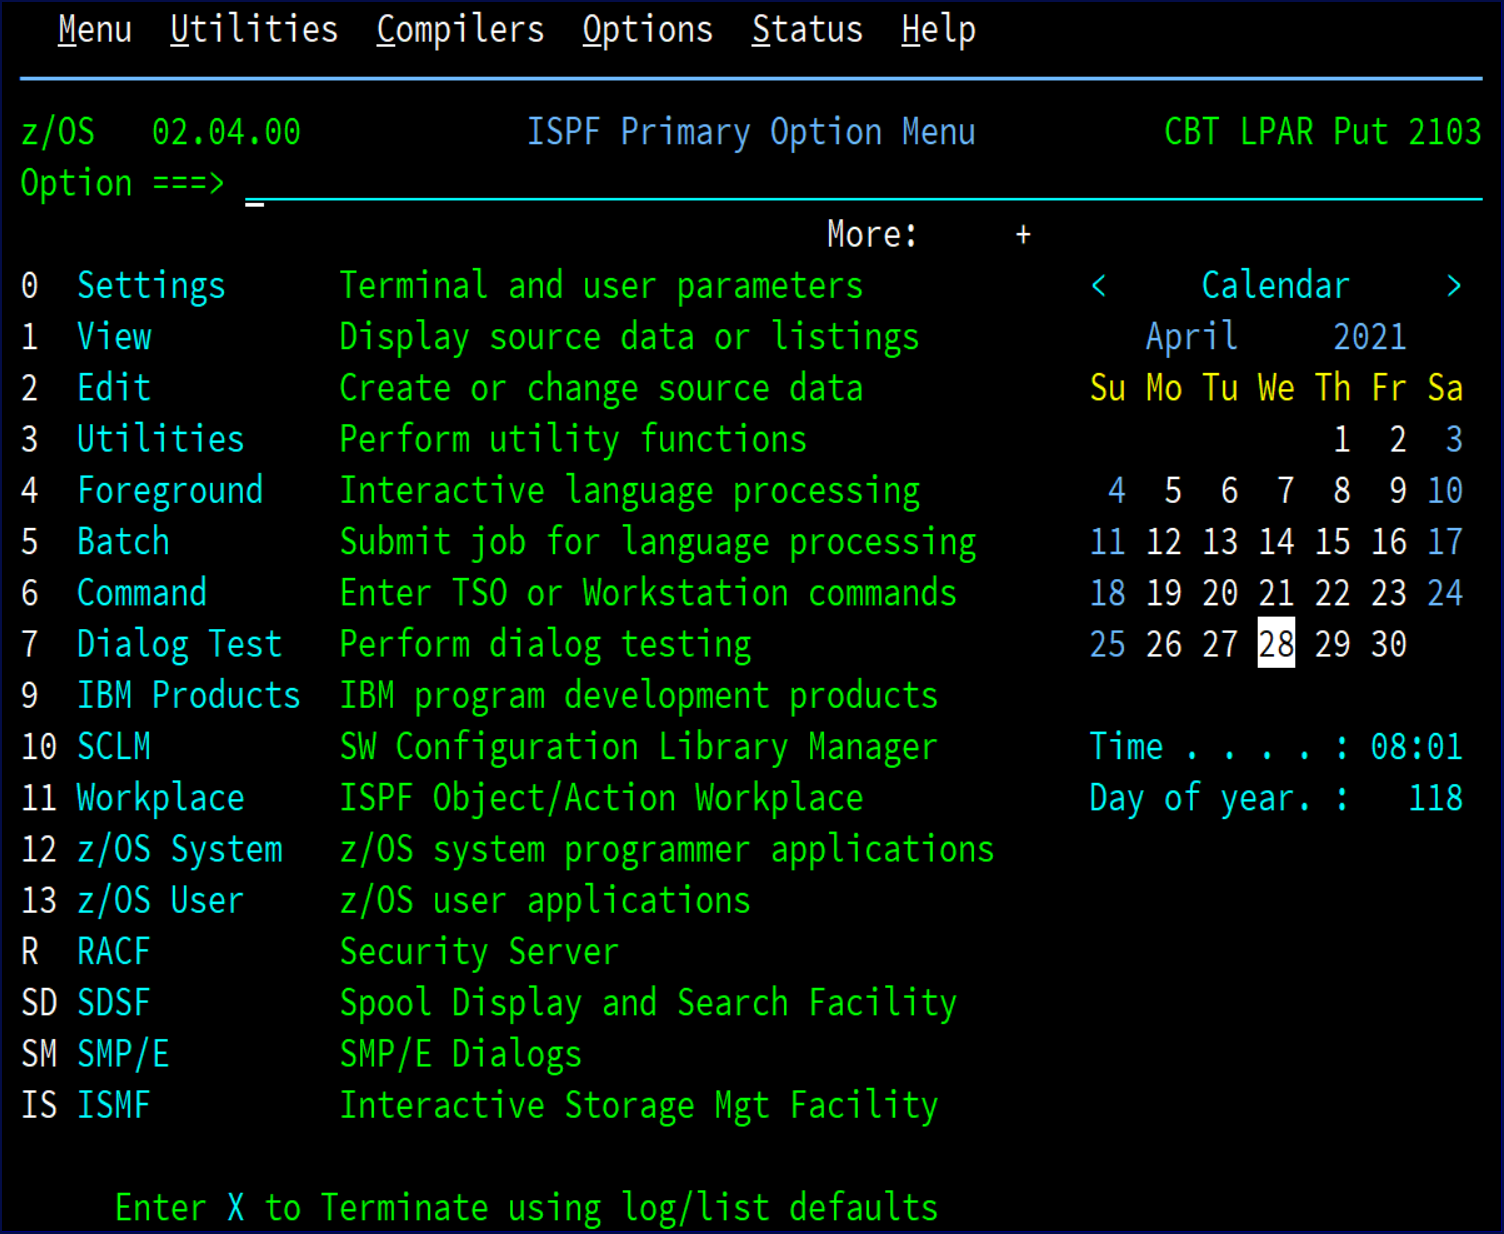 Menu  Utilities  Compilers  Options  Status  Help
z/OS   02.04.00            ISPF Primary Option Menu          CBT LPAR Put 2103
Option ===>
More:     +
0  Settings      Terminal and user parameters            <     Calendar     >
1  View          Display source data or listings            April     2021
2  Edit          Create or change source data            Su Mo Tu We Th Fr Sa
3  Utilities     Perform utility functions                            1  2  3
4  Foreground    Interactive language processing          4  5  6  7  8  9 10
5  Batch         Submit job for language processing      11 12 13 14 15 16 17
6  Command       Enter TSO or Workstation commands       18 19 20 21 22 23 24
7  Dialog Test   Perform dialog testing                  25 26 27 28 29 30
9  IBM Products  IBM program development products
10 SCLM          SW Configuration Library Manager        Time . . . . : 08:01
11 Workplace     ISPF Object/Action Workplace            Day of year. :   118
12 z/OS System   z/OS system programmer applications
13 z/OS User     z/OS user applications
R  RACF          Security Server
SD SDSF          Spool Display and Search Facility
SM SMP/E         SMP/E Dialogs
IS ISMF          Interactive Storage Mgt Facility
Enter X to Terminate using log/list defaults